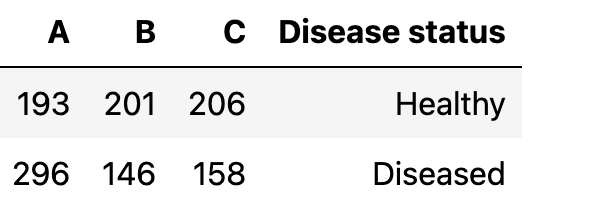 A B C Disease status
193 201 206 Healthy
296 146 158 Diseased